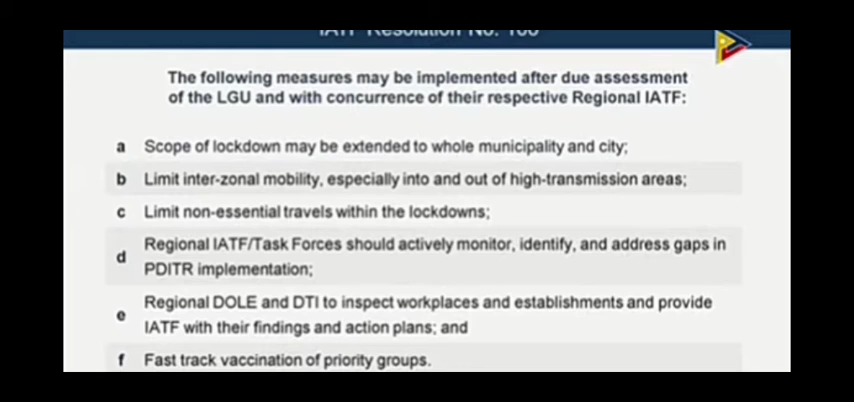 IATF Resolution No.
The following measures may be implemented after due assessment
of the LGU and with concurrence of their respective Regional IATF:
a Scope of lockdown may be extended to whole municipality and city;
b Limit inter-zonal mobility, especially into and out of high-transmission areas;
c Limit non-essential travels within the lockdowns;
d Regional IATF/Task Forces should actively monitor, identify, and address gaps in
PDITR implementation;
e Regional DOLE and DTI to inspect workplaces and establishments and provide
IATF with their findings and action plans; and
f Fast track vaccination of priority groups.